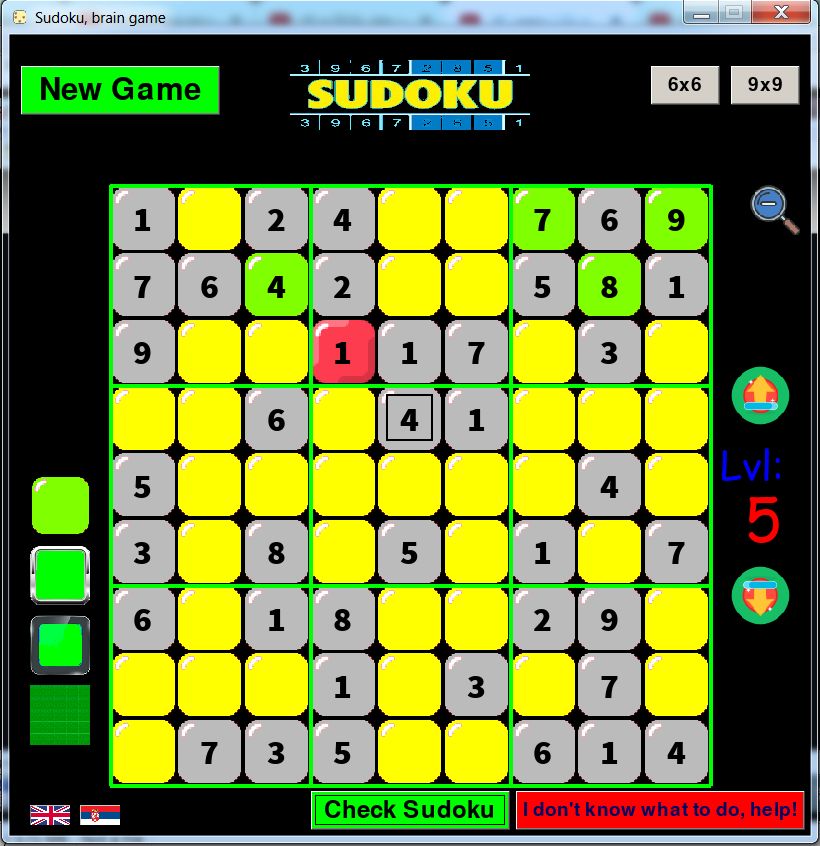 Sudoku, brain game
New Game
3 9 6 7 2 8 5 1
SUDOKU
3 9 6 7 2 8 5 1
6x6 9x9
1 2 4 7 6 9
7 6 4 2 5 8 1
9 1 1 7 3
6 4 1
5 4
3 8 5 1 7
6 1 8 2 9
1 3 7
7 3 5 6 1 4
Lvl:
5
Check Sudoku
I don't know what to do, help!